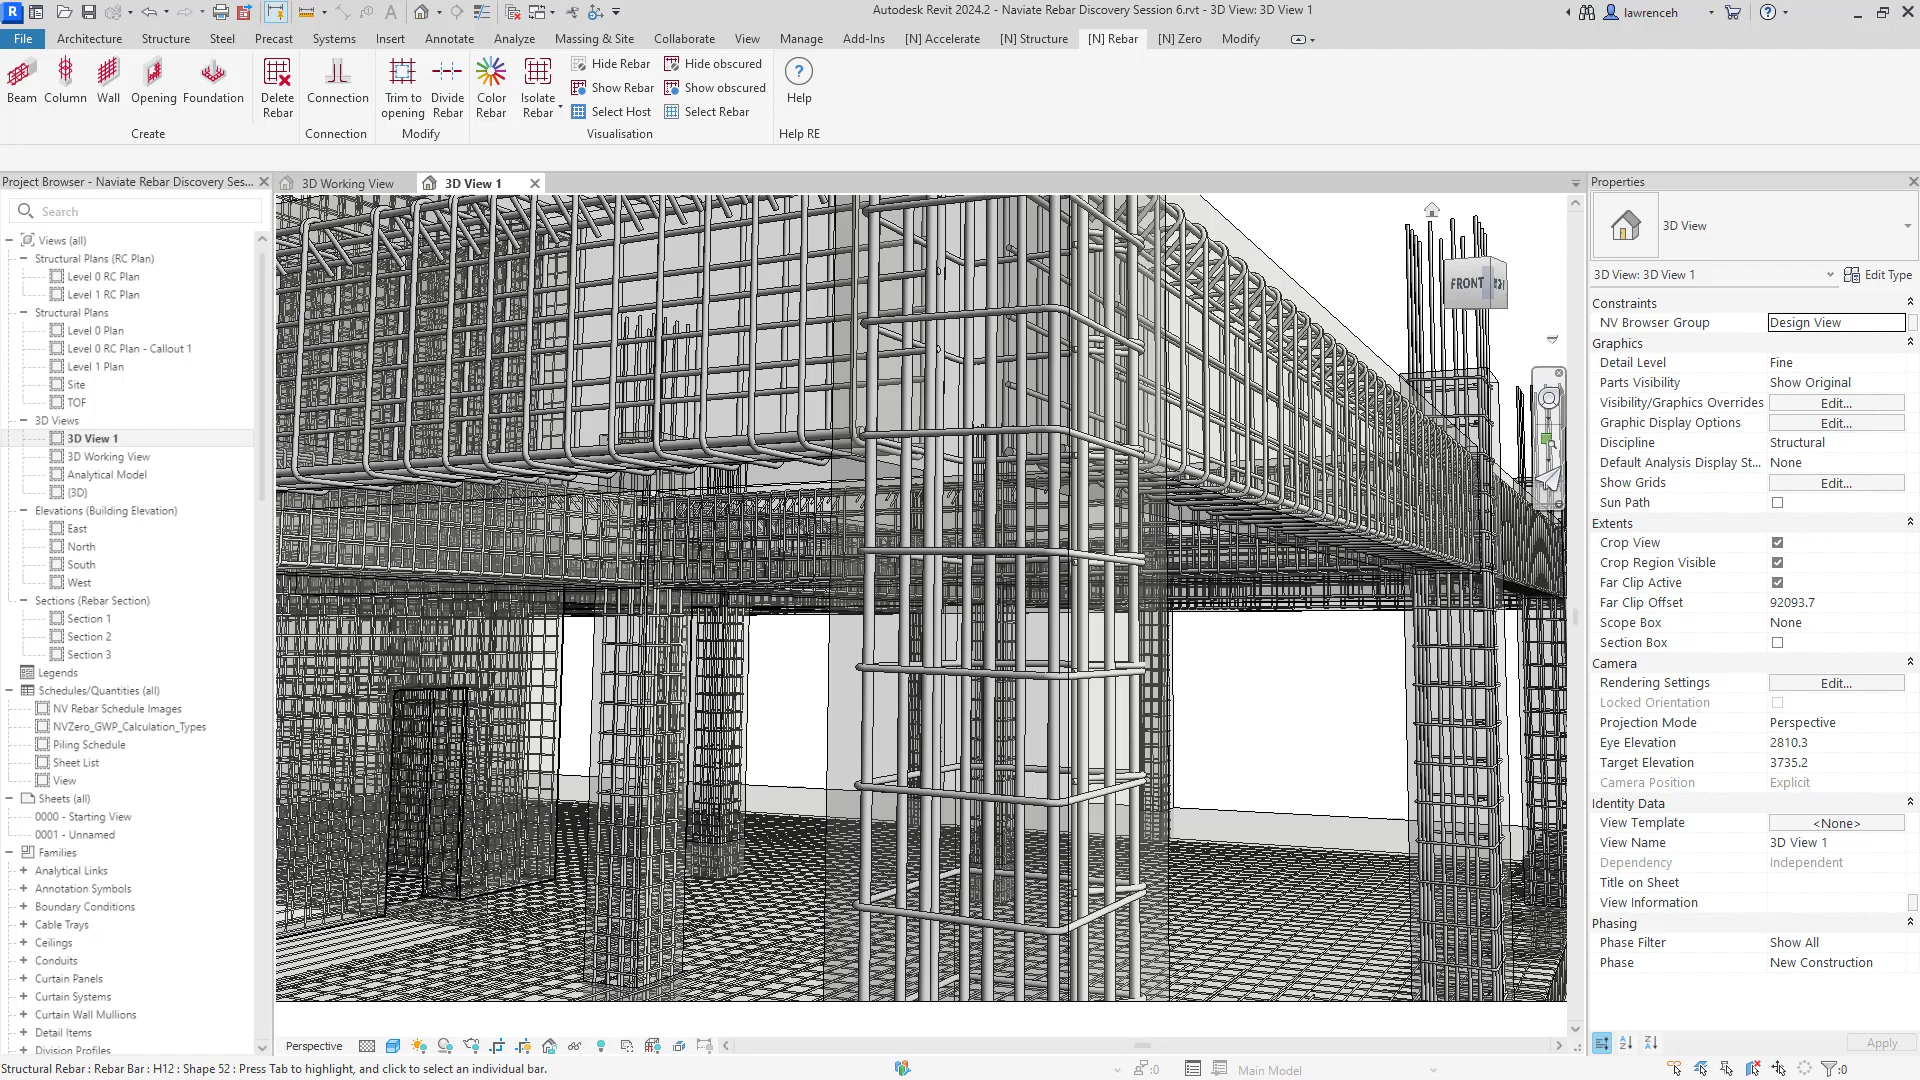 Autodesk Revit 2024.2 - Naviate Rebar Discovery Session 6.rvt - 3D View: 3D View 1
lawrenceh
File Architecture Structure Steel Precast Systems Insert Annotate Analyze Massing & Site Collaborate View Manage Add-Ins [N] Accelerate [N] Structure [N] Rebar [N] Zero Modify
Hide Rebar Hide obscured
Show Rebar Show obscured
Select Host Select Rebar
Beam Column Wall Opening Foundation
Delete Rebar
Connection
Trim to opening
Divide Rebar
Color Rebar
Isolate Rebar
Help
Create Connection Modify Visualisation Help RE
Project Browser - Naviate Rebar Discovery Ses...
3D Working View
3D View 1
Search
Views (all)
Structural Plans (RC Plan)
Level 0 RC Plan
Level 1 RC Plan
Structural Plans
Level 0 Plan
Level 0 RC Plan - Callout 1
Level 1 Plan
Site
TOF
3D Views
3D View 1
3D Working View
Analytical Model
{3D}
Elevations (Building Elevation)
East
North
South
West
Sections (Rebar Section)
Section 1
Section 2
Section 3
Legends
Schedules/Quantities (all)
NV Rebar Schedule Images
NVZero_GWP_Calculation_Types
Piling Schedule
Sheet List
View
Sheets (all)
0000 - Starting View
0001 - Unnamed
Families
Analytical Links
Annotation Symbols
Boundary Conditions
Cable Trays
Ceilings
Conduits
Curtain Panels
Curtain Systems
Curtain Wall Mullions
Detail Items
Division Profiles
FRONT
Properties
3D View
3D View: 3D View 1 Edit Type
Constraints
NV Browser Group Design View
Graphics
Detail Level Fine
Parts Visibility Show Original
Visibility/Graphics Overrides Edit...
Graphic Display Options Edit...
Discipline Structural
Default Analysis Display St... None
Show Grids Edit...
Sun Path
Extents
Crop View
Crop Region Visible
Far Clip Active
Far Clip Offset 92093.7
Scope Box None
Section Box
Camera
Rendering Settings Edit...
Locked Orientation
Projection Mode Perspective
Eye Elevation 2810.3
Target Elevation 3735.2
Camera Position Explicit
Identity Data
View Template <None>
View Name 3D View 1
Dependency Independent
Title on Sheet
View Information
Phasing
Phase Filter Show All
Phase New Construction
Apply
Perspective
Structural Rebar : Rebar Bar : H12 : Shape 52 : Press Tab to highlight, and click to select an individual bar.
:0
Main Model
:0